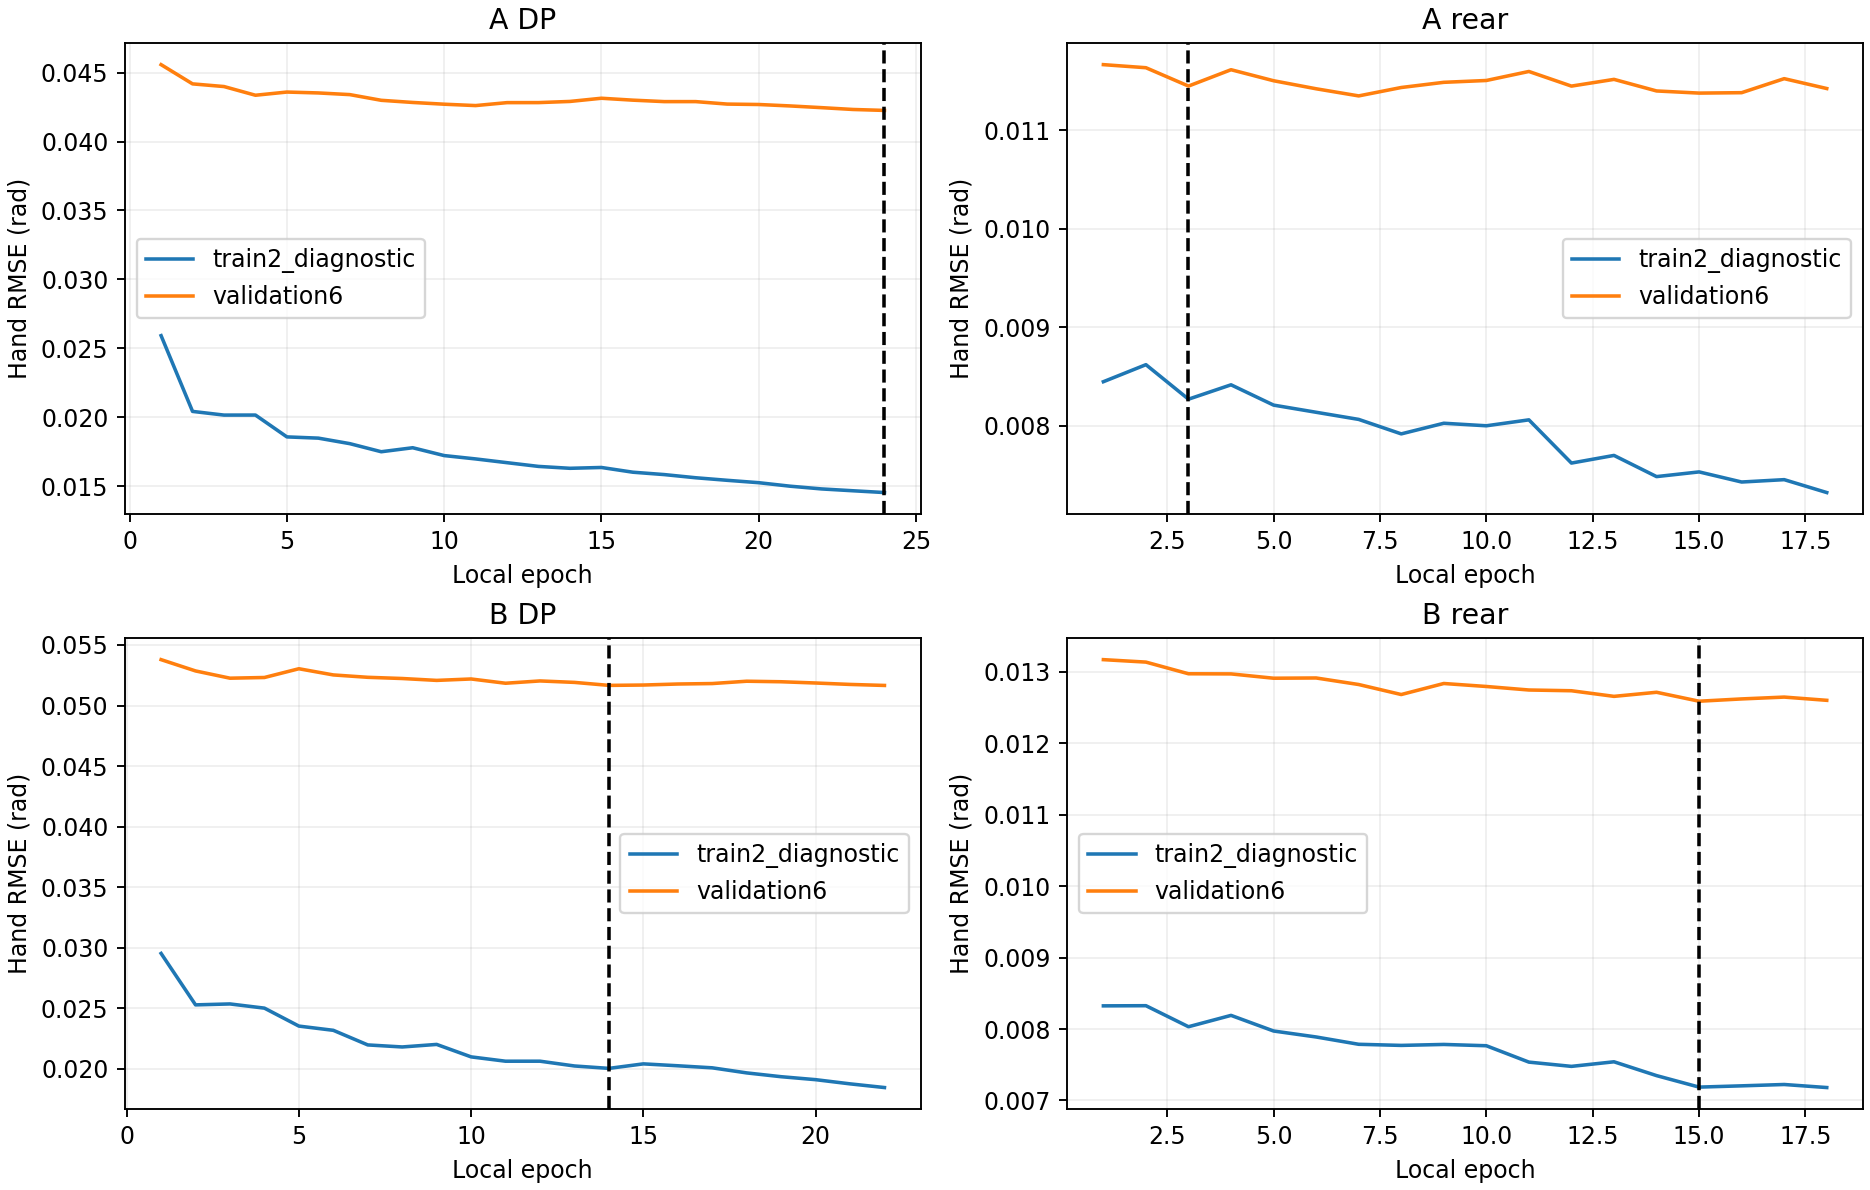 A DP
0.045
0.040
0.035
0.030
0.025
0.020
0.015
Hand RMSE (rad)
train2_diagnostic
validation6
0 5 10 15 20 25
Local epoch
A rear
0.011
0.010
0.009
0.008
Hand RMSE (rad)
train2_diagnostic
validation6
2.5 5.0 7.5 10.0 12.5 15.0 17.5
Local epoch
B DP
0.055
0.050
0.045
0.040
0.035
0.030
0.025
0.020
Hand RMSE (rad)
train2_diagnostic
validation6
0 5 10 15 20
Local epoch
B rear
0.013
0.012
0.011
0.010
0.009
0.008
0.007
Hand RMSE (rad)
train2_diagnostic
validation6
2.5 5.0 7.5 10.0 12.5 15.0 17.5
Local epoch